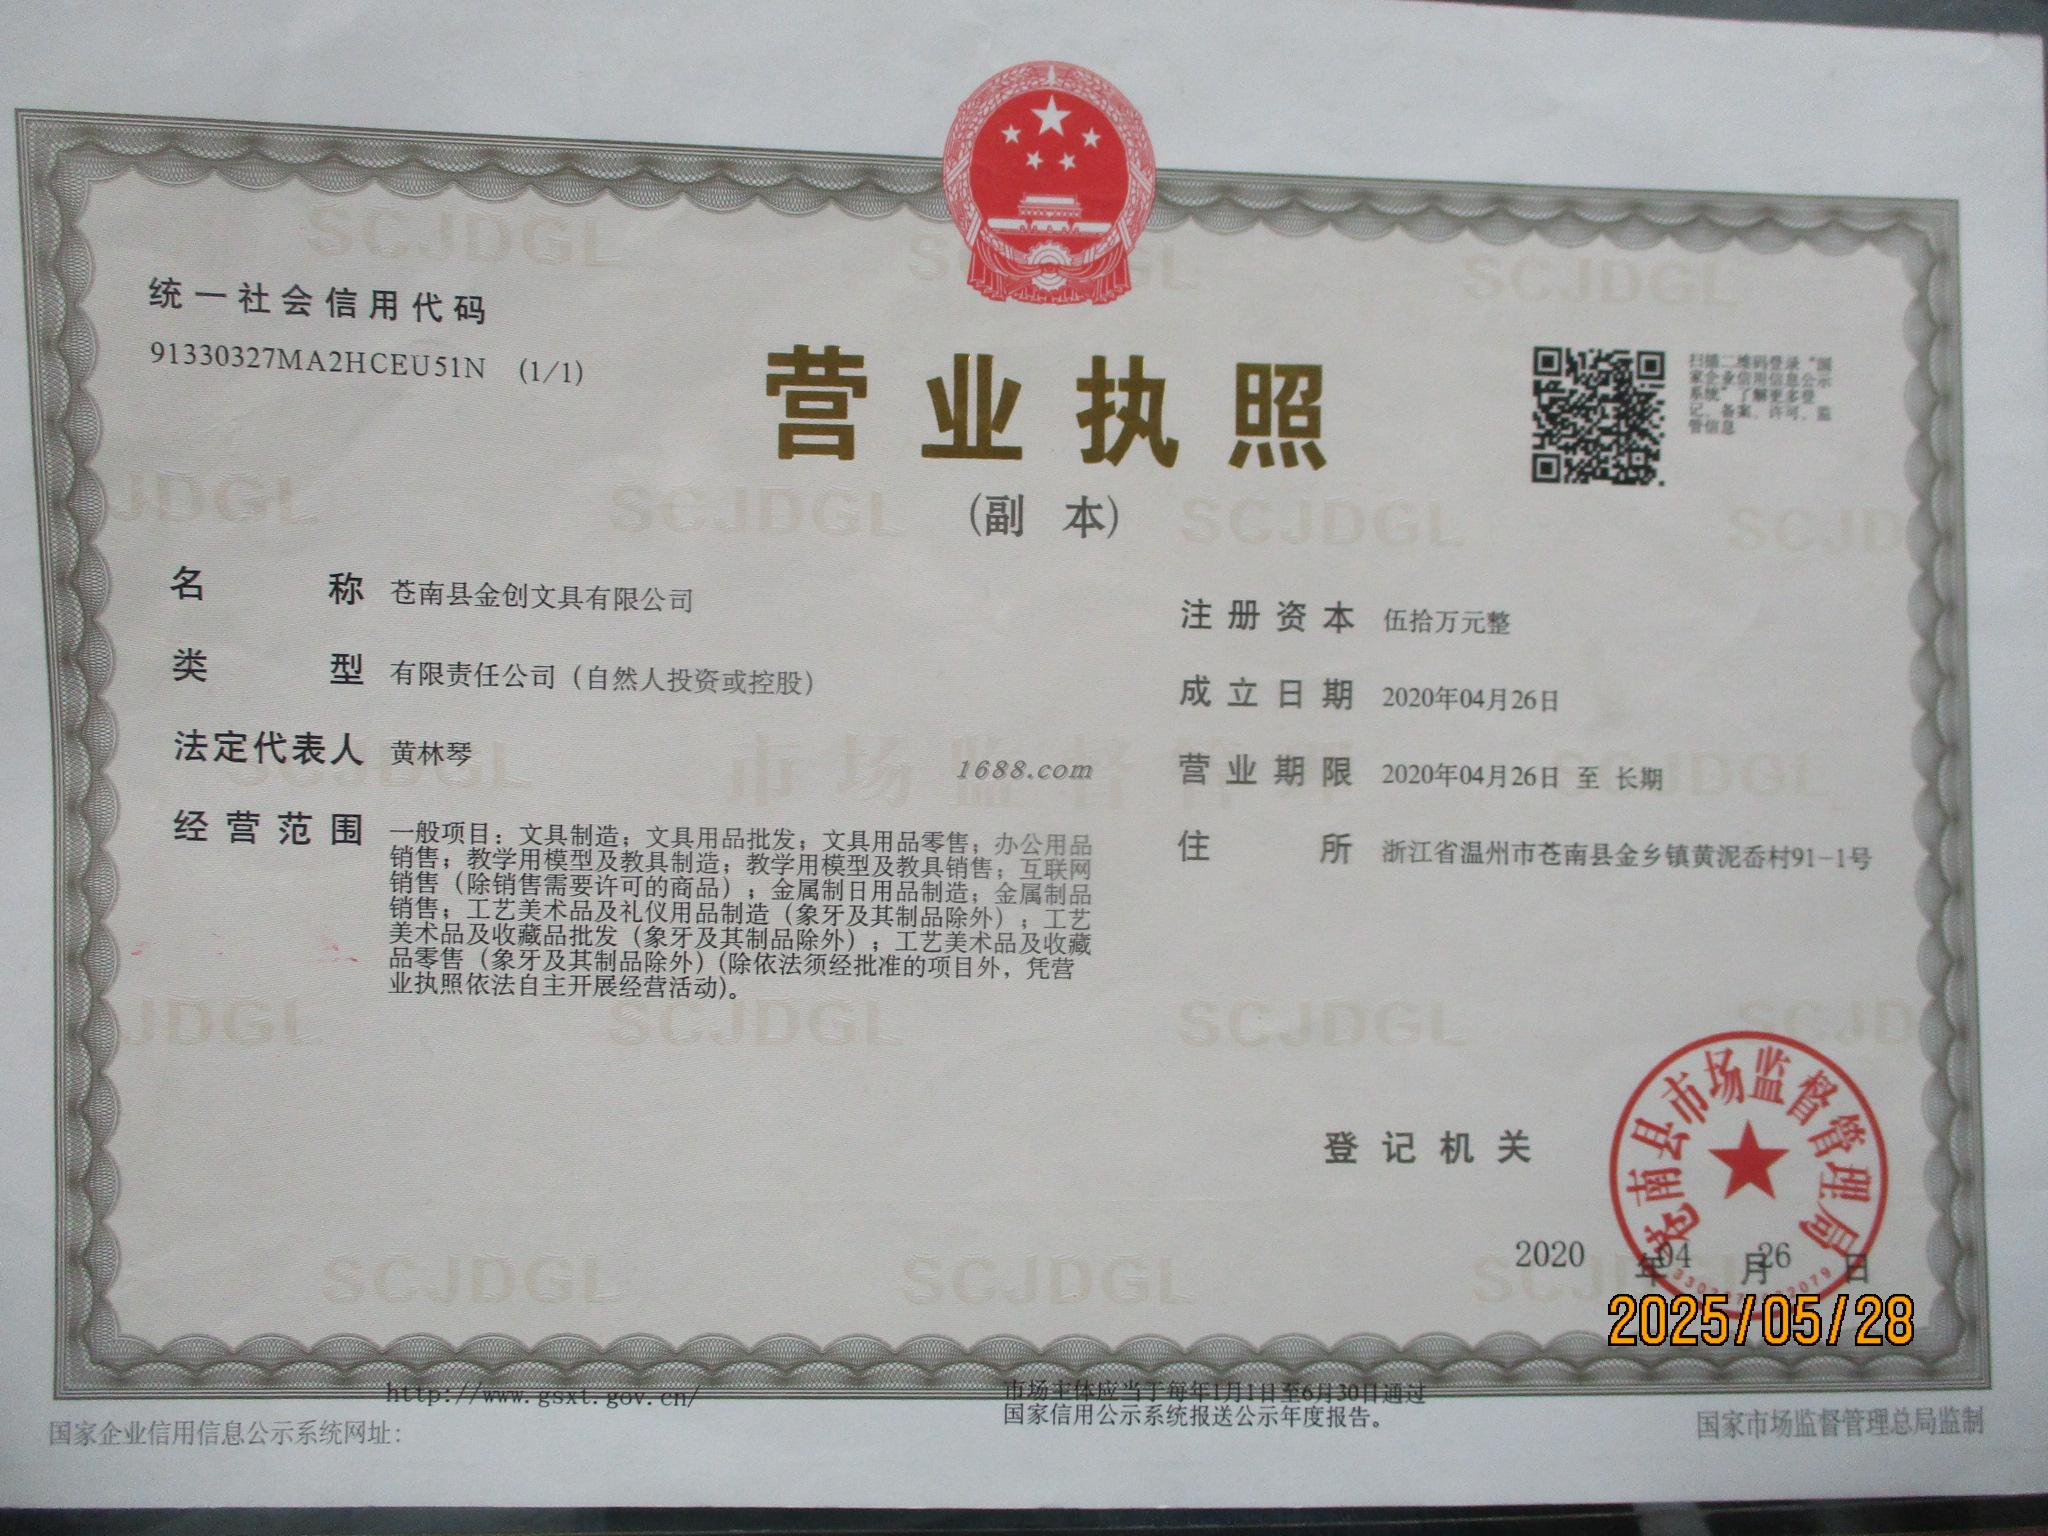 统一社会信用代码
91330327MA2HCEU51N (1/1)
营业执照
(副本)
扫描二维码登录“国
家企业信用信息公示
系统”了解更多登
记、备案、许可、监
管信息
名称 苍南县金创文具有限公司
类型 有限责任公司（自然人投资或控股）
法定代表人 黄林琴
经营范围 一般项目：文具制造；文具用品批发；文具用品零售；办公用品
销售；教学用模型及教具制造；教学用模型及教具销售；互联网
销售（除销售需要许可的商品）；金属制日用品制造；金属制品
销售；工艺美术品及礼仪用品制造（象牙及其制品除外）；工艺
美术品及收藏品批发（象牙及其制品除外）；工艺美术品及收藏
品零售（象牙及其制品除外）(除依法须经批准的项目外，凭营
业执照依法自主开展经营活动)。
注册资本 伍拾万元整
成立日期 2020年04月26日
营业期限 2020年04月26日 至 长期
住所 浙江省温州市苍南县金乡镇黄泥岙村91-1号
1688.com
SCJDGL
市场监督管理
登记机关
苍南县市场监督管理局
2020 年 04 月 26 日
2025/05/28
http://www.gsxt.gov.cn/
国家企业信用信息公示系统网址：
市场主体应当于每年1月1日至6月30日通过
国家信用公示系统报送公示年度报告。
国家市场监督管理总局监制